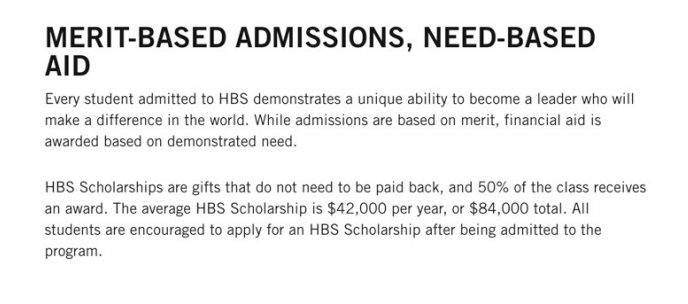 MERIT-BASED ADMISSIONS, NEED-BASED
AID
Every student admitted to HBS demonstrates a unique ability to become a leader who will
make a difference in the world. While admissions are based on merit, financial aid is
awarded based on demonstrated need.
HBS Scholarships are gifts that do not need to be paid back, and 50% of the class receives
an award. The average HBS Scholarship is $42,000 per year, or $84,000 total. All
students are encouraged to apply for an HBS Scholarship after being admitted to the
program.